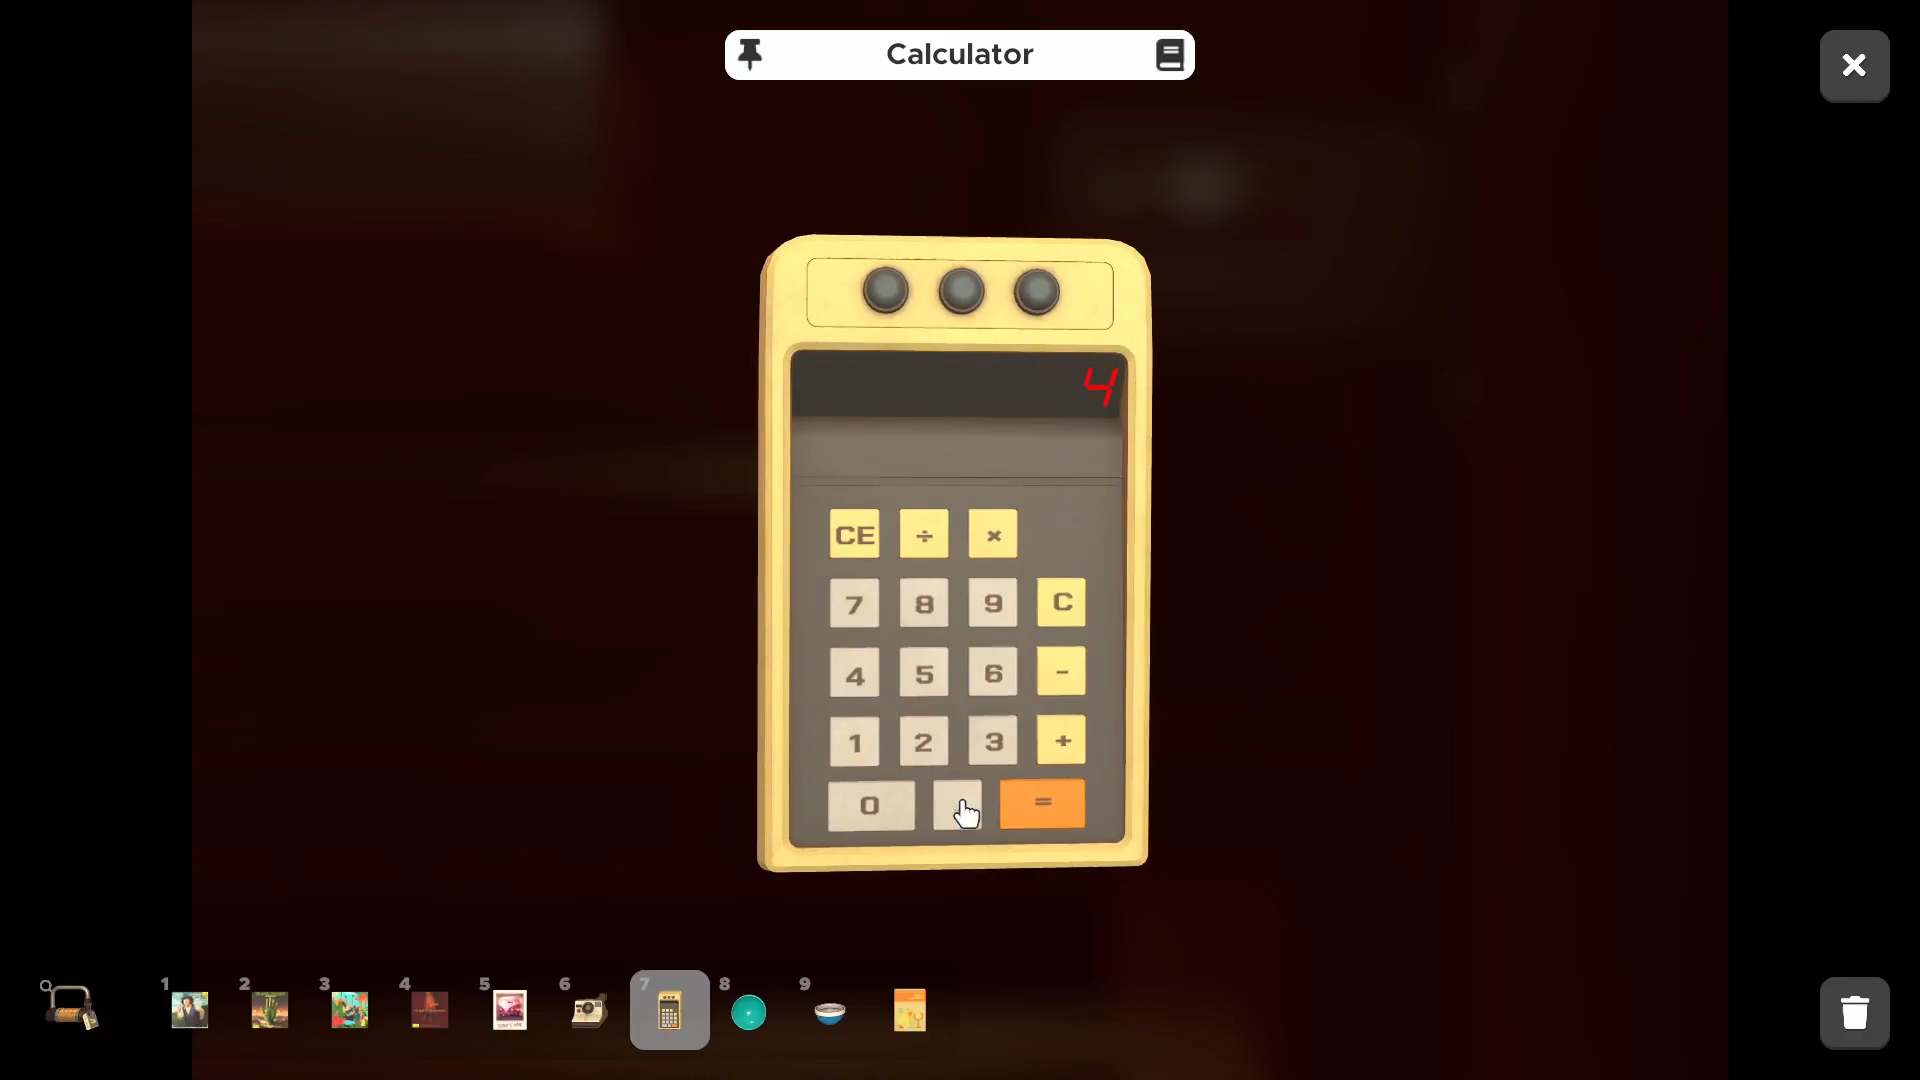 Calculator
4
CE ÷ ×
7 8 9 C
4 5 6 -
1 2 3 +
0 =
1 2 3 4 5 6 7 8 9